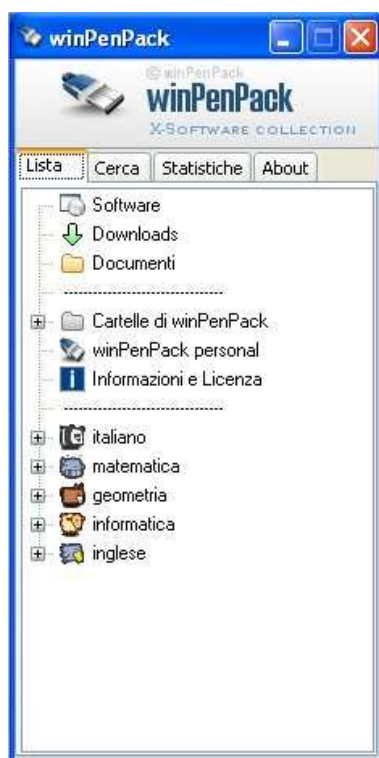 winPenPack
© winPenPack
winPenPack
X-SOFTWARE COLLECTION
Lista Cerca Statistiche About
Software
Downloads
Documenti
Cartelle di winPenPack
winPenPack personal
Informazioni e Licenza
italiano
matematica
geometria
informatica
inglese